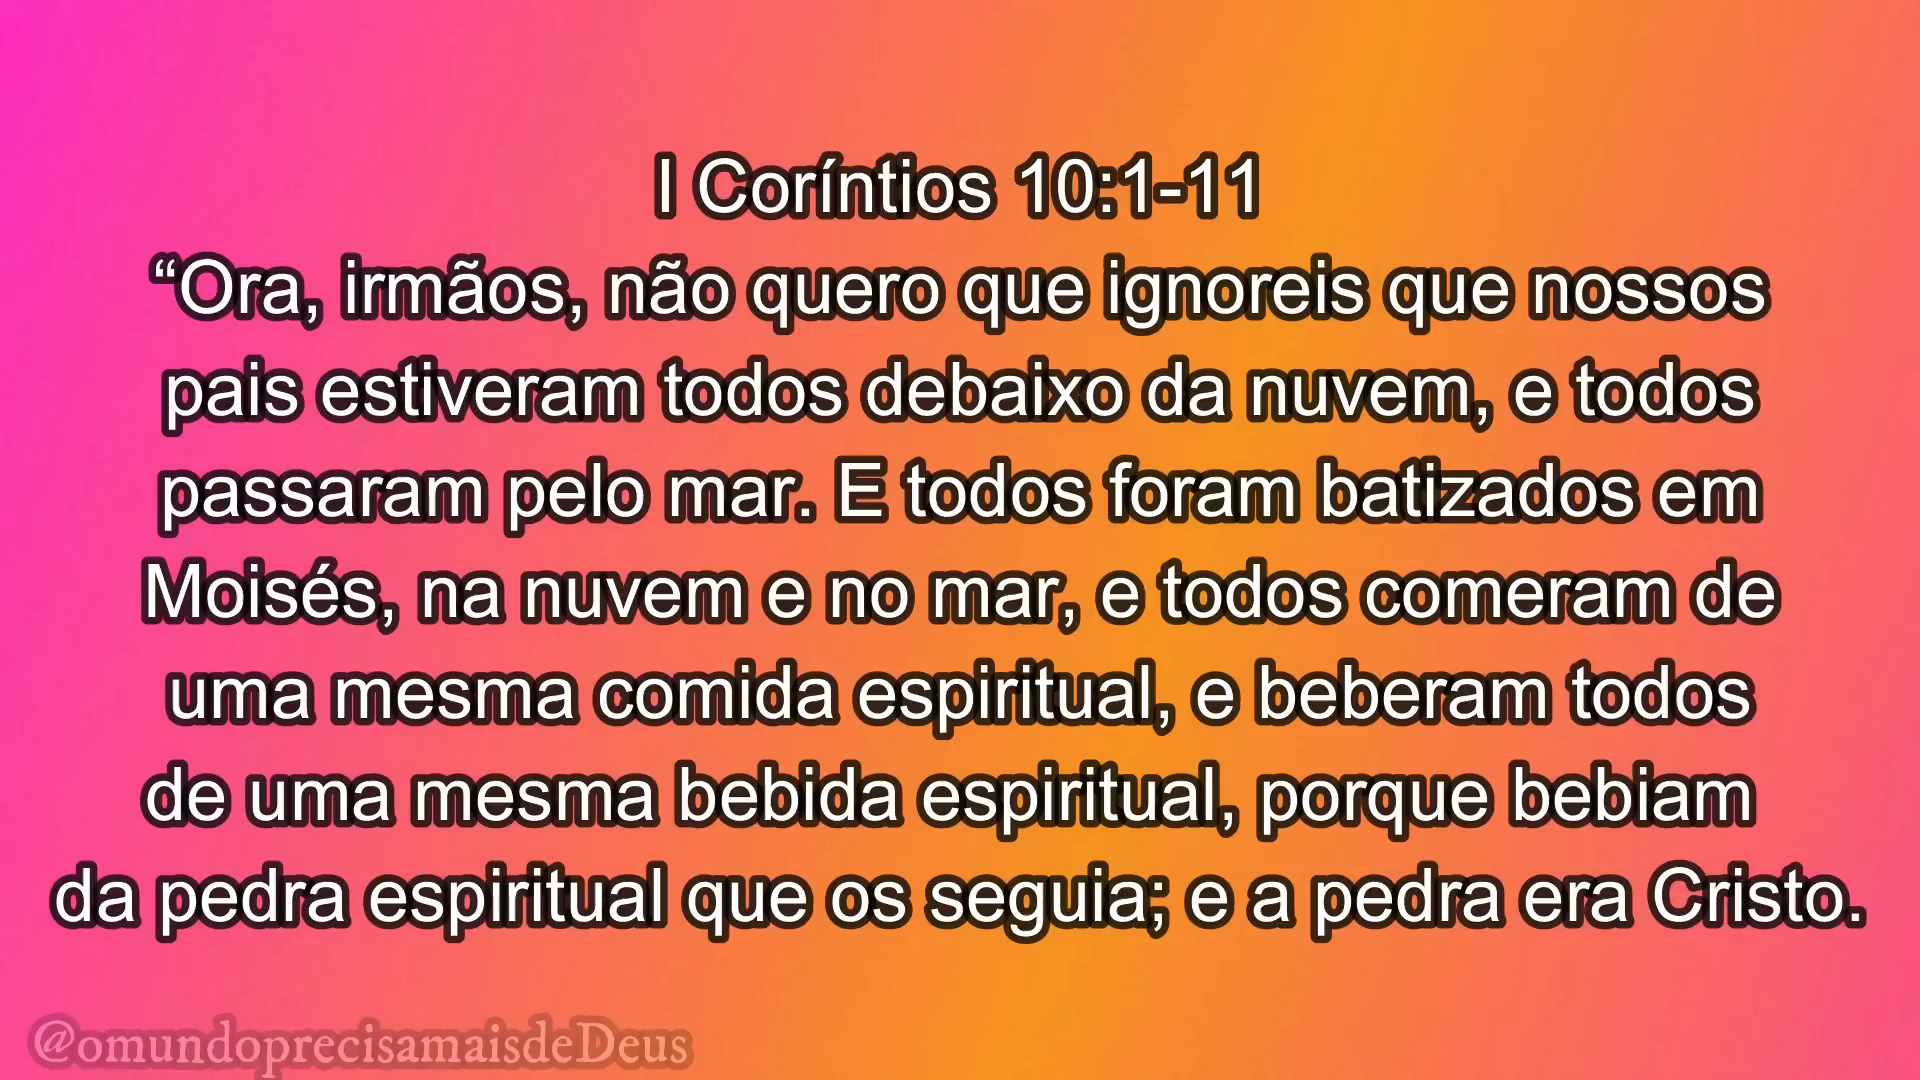 I Coríntios 10:1-11
“Ora, irmãos, não quero que ignoreis que nossos
pais estiveram todos debaixo da nuvem, e todos
passaram pelo mar. E todos foram batizados em
Moisés, na nuvem e no mar, e todos comeram de
uma mesma comida espiritual, e beberam todos
de uma mesma bebida espiritual, porque bebiam
da pedra espiritual que os seguia; e a pedra era Cristo.
@omundoprecisamaisdeDeus